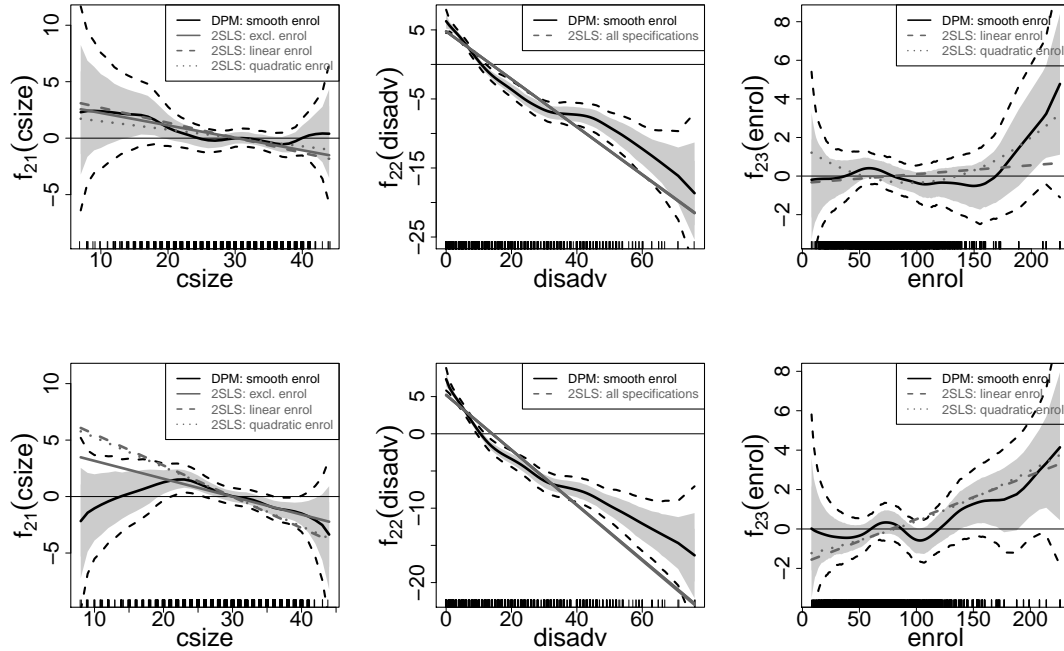 DPM: smooth enrol
2SLS: excl. enrol
2SLS: linear enrol
2SLS: quadratic enrol
f21(csize)
10
5
0
−5
10 20 30 40
csize
DPM: smooth enrol
2SLS: all specifications
f22(disadv)
5
−5
−15
−25
0 20 40 60
disadv
DPM: smooth enrol
2SLS: linear enrol
2SLS: quadratic enrol
f23(enrol)
8
6
4
2
0
−2
0 50 100 150 200
enrol
DPM: smooth enrol
2SLS: excl. enrol
2SLS: linear enrol
2SLS: quadratic enrol
f21(csize)
10
5
0
−5
10 20 30 40
csize
DPM: smooth enrol
2SLS: all specifications
f22(disadv)
5
0
−10
−20
0 20 40 60
disadv
DPM: smooth enrol
2SLS: linear enrol
2SLS: quadratic enrol
f23(enrol)
8
6
4
2
0
−2
0 50 100 150 200
enrol